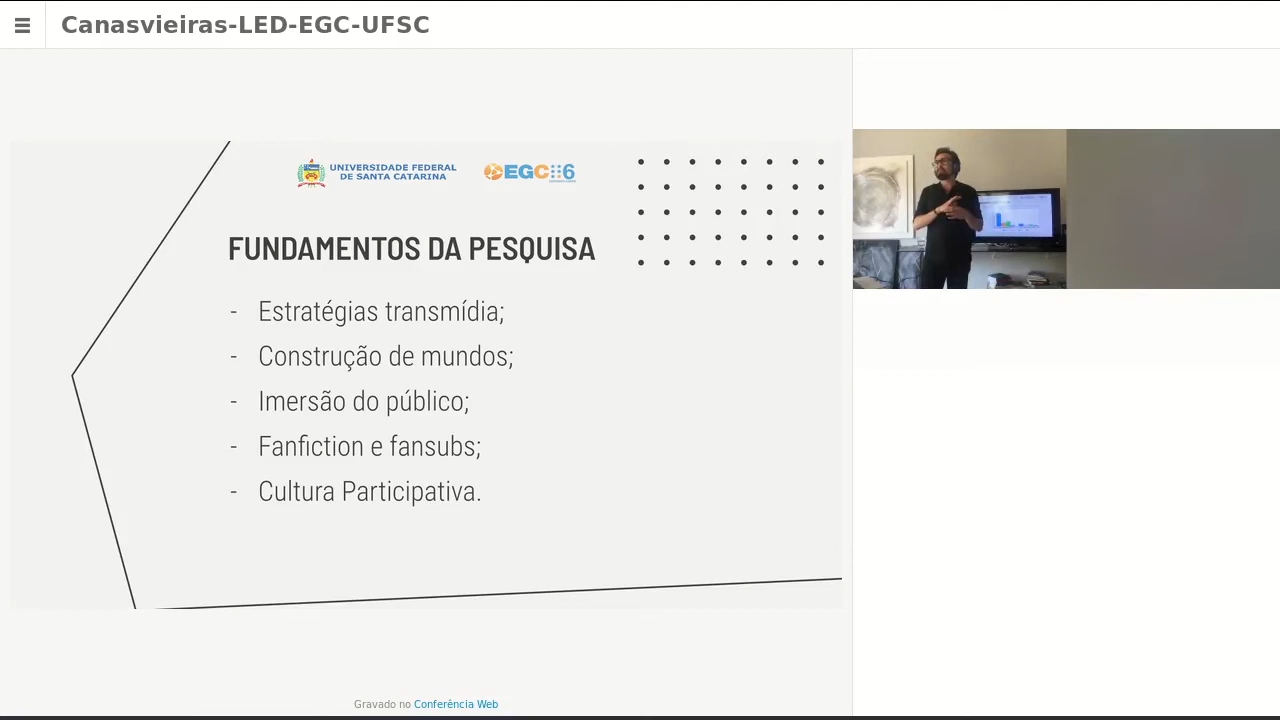 Canasvieiras-LED-EGC-UFSC
UNIVERSIDADE FEDERAL
DE SANTA CATARINA
EGC 6
FUNDAMENTOS DA PESQUISA
- Estratégias transmídia;
- Construção de mundos;
- Imersão do público;
- Fanfiction e fansubs;
- Cultura Participativa.
Gravado no Conferência Web